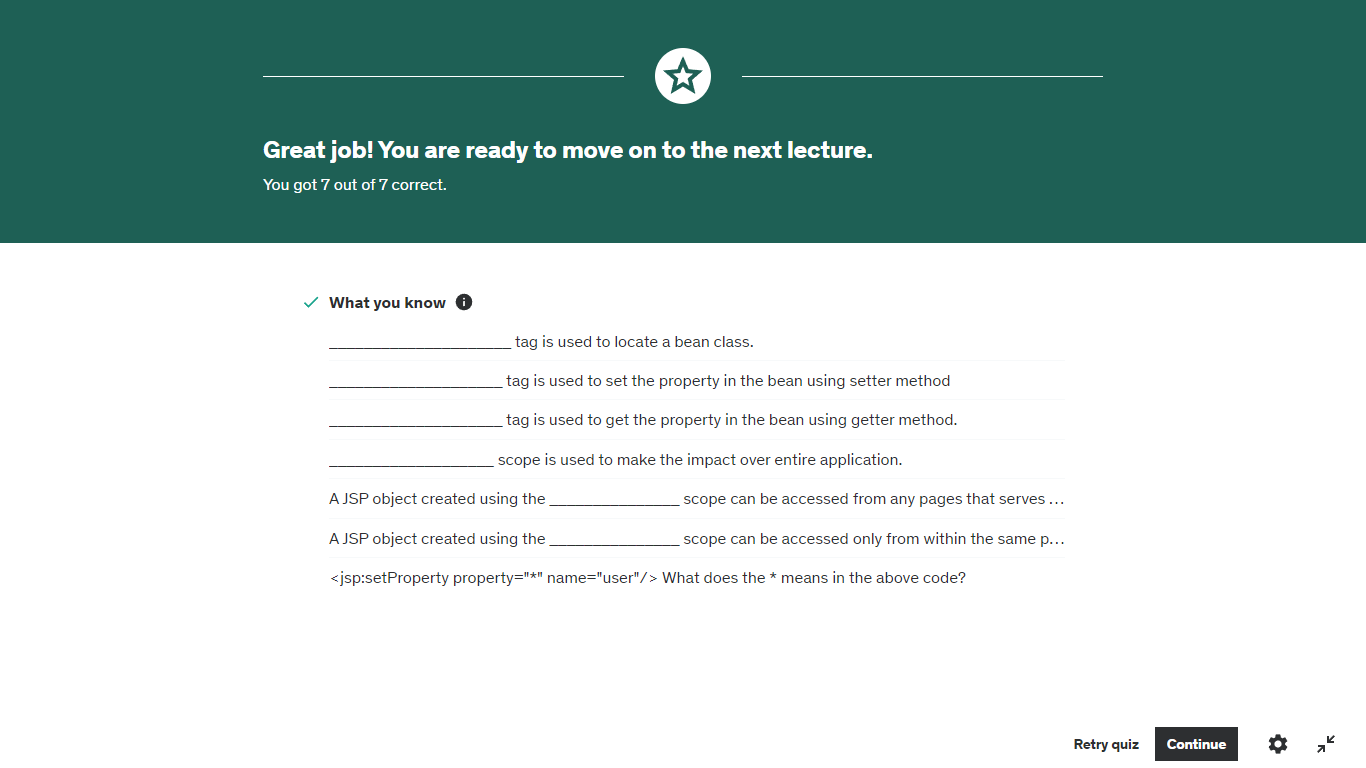 Great job! You are ready to move on to the next lecture.
You got 7 out of 7 correct.
What you know
_____________________ tag is used to locate a bean class.
____________________ tag is used to set the property in the bean using setter method
____________________ tag is used to get the property in the bean using getter method.
___________________ scope is used to make the impact over entire application.
A JSP object created using the _______________ scope can be accessed from any pages that serves ...
A JSP object created using the _______________ scope can be accessed only from within the same p...
<jsp:setProperty property="*" name="user"/> What does the * means in the above code?
Retry quiz
Continue